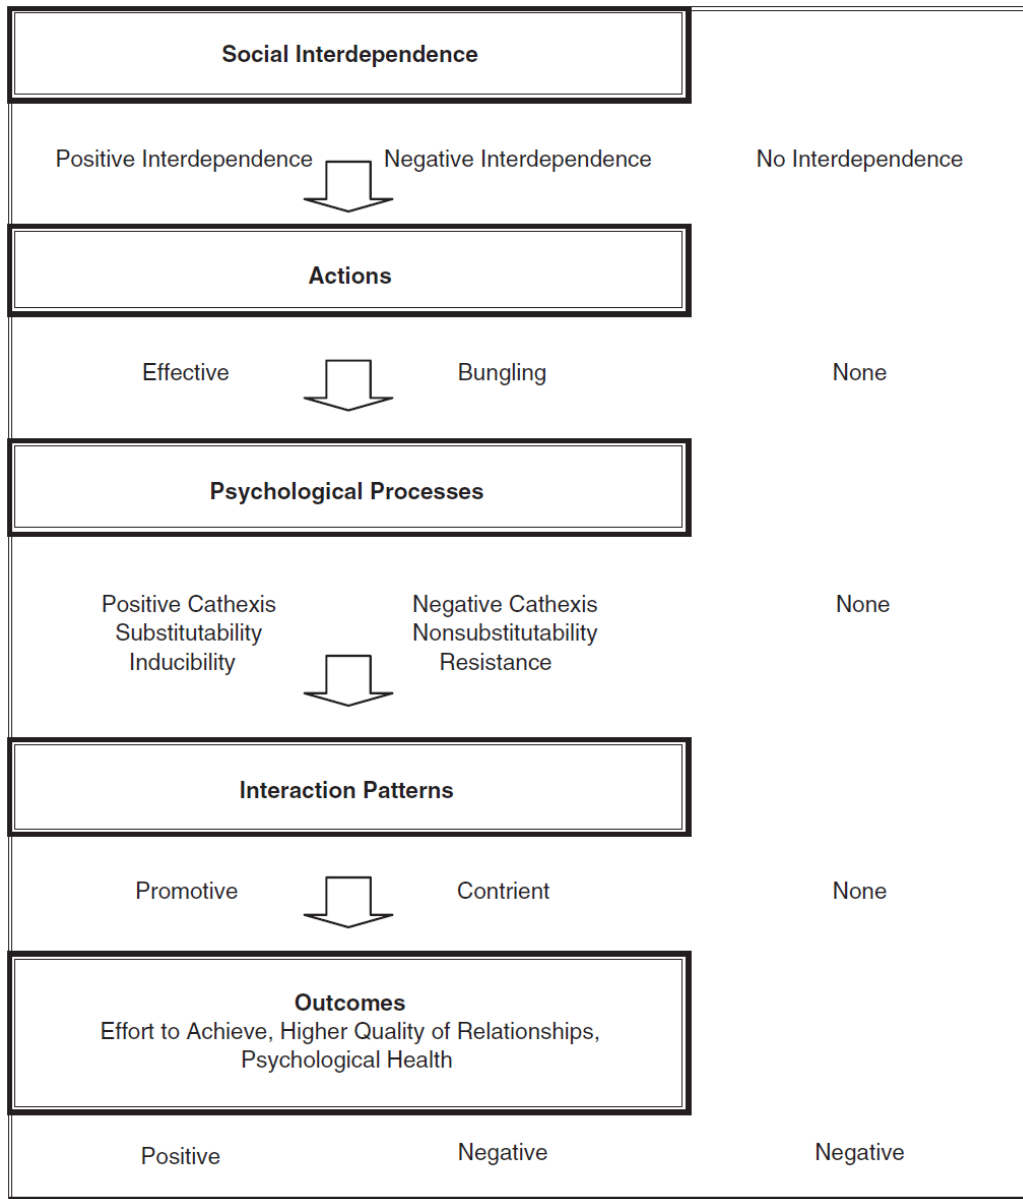 Social Interdependence
Positive Interdependence Negative Interdependence No Interdependence
Actions
Effective Bungling None
Psychological Processes
Positive Cathexis Negative Cathexis None
Substitutability Nonsubstitutability
Inducibility Resistance
Interaction Patterns
Promotive Contrient None
Outcomes
Effort to Achieve, Higher Quality of Relationships,
Psychological Health
Positive Negative Negative